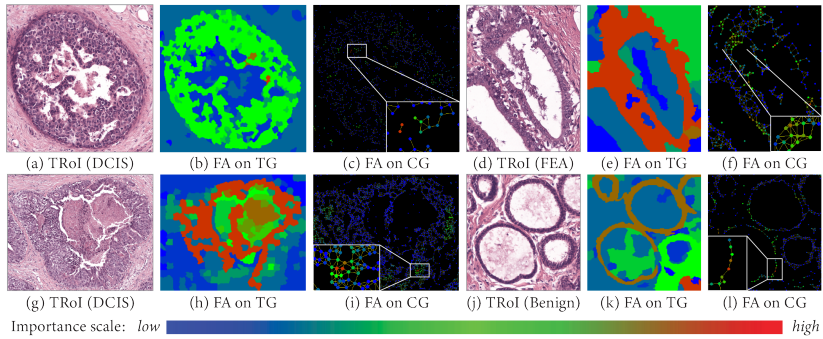 (a) TRoI (DCIS) (b) FA on TG (c) FA on CG (d) TRoI (FEA) (e) FA on TG (f) FA on CG
(g) TRoI (DCIS) (h) FA on TG (i) FA on CG (j) TRoI (Benign) (k) FA on TG (l) FA on CG
Importance scale: low high